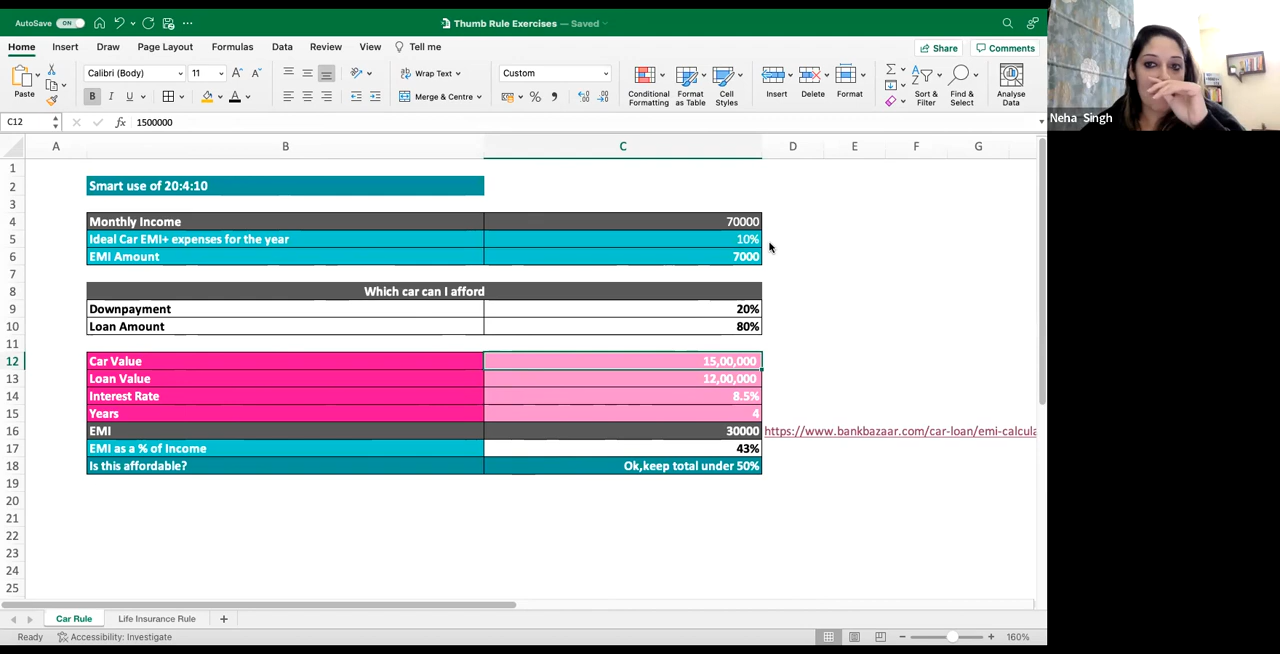 AutoSave ON Thumb Rule Exercises — Saved
Home Insert Draw Page Layout Formulas Data Review View Tell me Share Comments
Paste Calibri (Body) 11 A A Wrap Text Custom Conditional Formatting Format as Table Cell Styles Insert Delete Format Sort & Filter Find & Select Analyse Data
B I U A Merge & Centre %
C12 fx 1500000
A B C D E F G
1
2 Smart use of 20:4:10
3
4 Monthly Income 70000
5 Ideal Car EMI+ expenses for the year 10%
6 EMI Amount 7000
7
8 Which car can I afford
9 Downpayment 20%
10 Loan Amount 80%
11
12 Car Value 15,00,000
13 Loan Value 12,00,000
14 Interest Rate 8.5%
15 Years 4
16 EMI 30000 https://www.bankbazaar.com/car-loan/emi-calcula
17 EMI as a % of Income 43%
18 Is this affordable? Ok,keep total under 50%
19
20
21
22
23
24
25
Car Rule Life Insurance Rule +
Ready Accessibility: Investigate 160%
Neha Singh